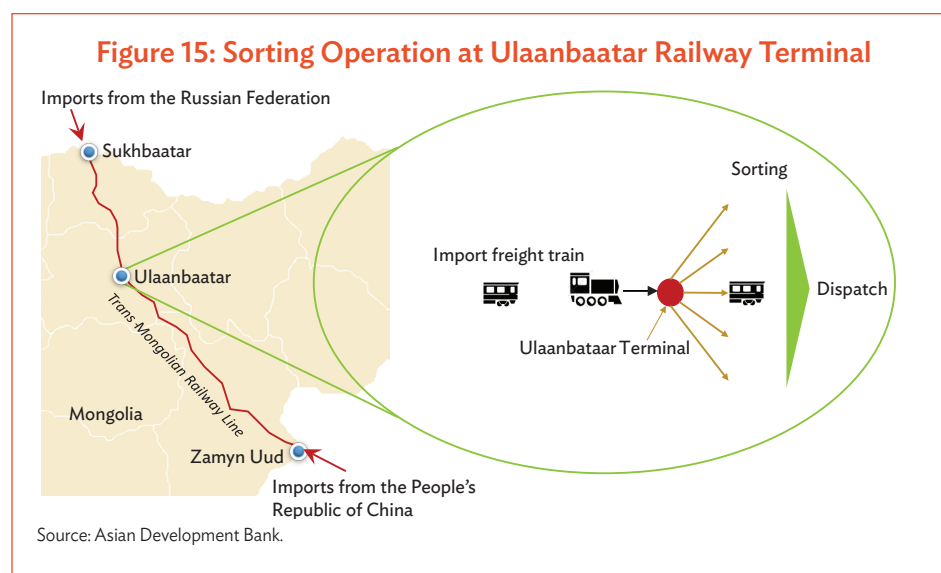 Figure 15: Sorting Operation at Ulaanbaatar Railway Terminal
Imports from the Russian Federation
Sukhbaatar
Ulaanbaatar
Trans-Mongolian Railway Line
Mongolia
Zamyn Uud
Imports from the People's
Republic of China
Sorting
Import freight train
Dispatch
Ulaanbataar Terminal
Source: Asian Development Bank.